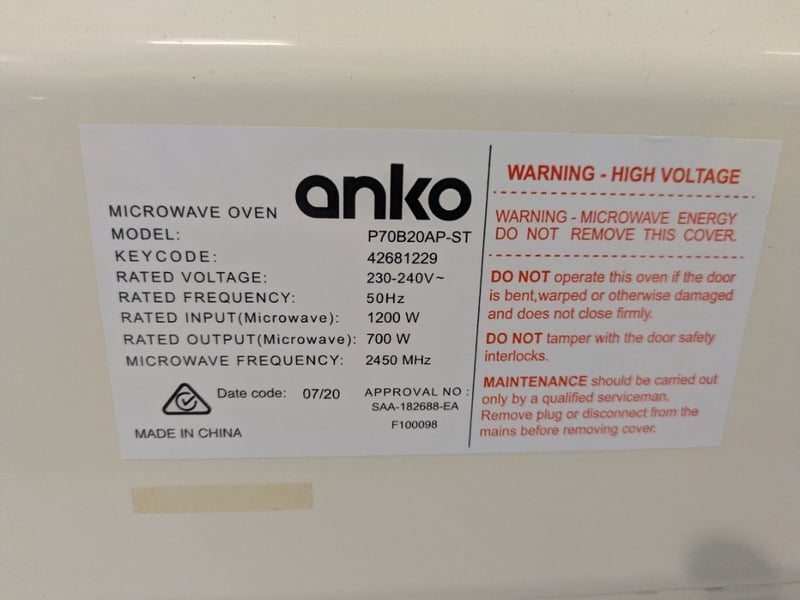 anko
MICROWAVE OVEN
MODEL: P70B20AP-ST
KEYCODE: 42681229
RATED VOLTAGE: 230-240V~
RATED FREQUENCY: 50Hz
RATED INPUT(Microwave): 1200 W
RATED OUTPUT(Microwave): 700 W
MICROWAVE FREQUENCY: 2450 MHz
Date code: 07/20
APPROVAL NO :
SAA-182688-EA
F100098
MADE IN CHINA
WARNING - HIGH VOLTAGE
WARNING - MICROWAVE ENERGY
DO NOT REMOVE THIS COVER.
DO NOT operate this oven if the door
is bent,warped or otherwise damaged
and does not close firmly.
DO NOT tamper with the door safety
interlocks.
MAINTENANCE should be carried out
only by a qualified serviceman.
Remove plug or disconnect from the
mains before removing cover.